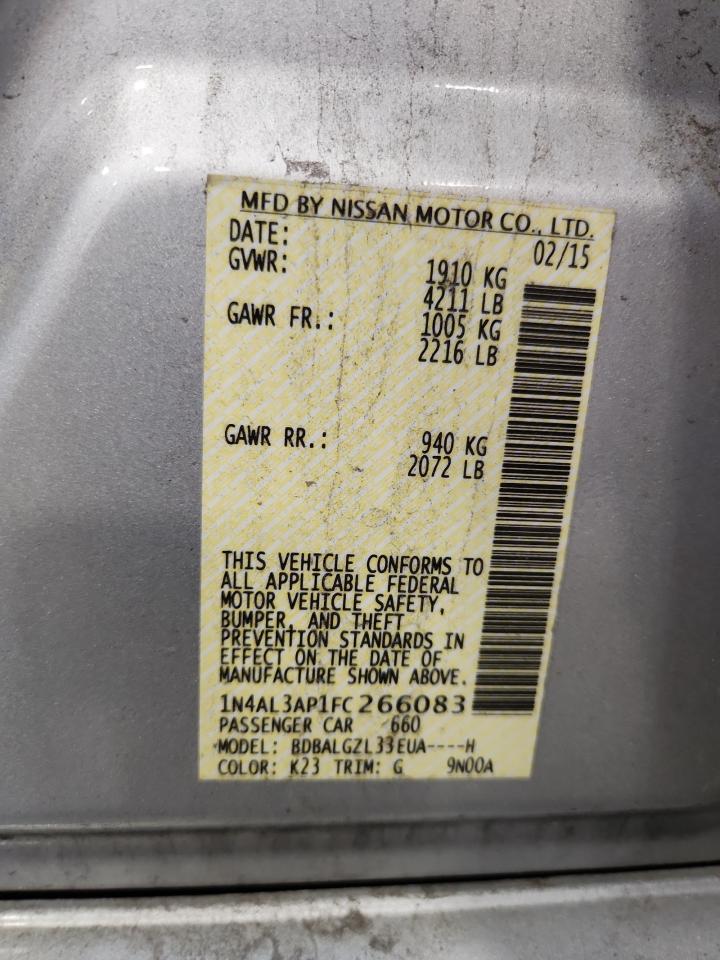 MFD BY NISSAN MOTOR CO., LTD.
DATE: 02/15
GVWR: 1910 KG
4211 LB
GAWR FR.: 1005 KG
2216 LB
GAWR RR.: 940 KG
2072 LB
THIS VEHICLE CONFORMS TO
ALL APPLICABLE FEDERAL
MOTOR VEHICLE SAFETY,
BUMPER, AND THEFT
PREVENTION STANDARDS IN
EFFECT ON THE DATE OF
MANUFACTURE SHOWN ABOVE.
1N4AL3AP1FC266083
PASSENGER CAR 660
MODEL: BDBALGZL33EUA----H
COLOR: K23 TRIM: G 9N00A